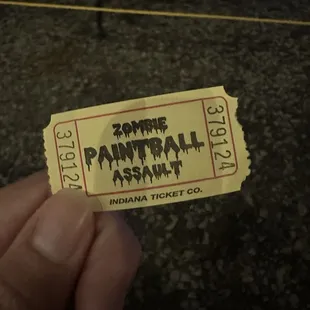 379124
ZOMBIE
PAINTBALL
ASSAULT
INDIANA TICKET CO.
379124